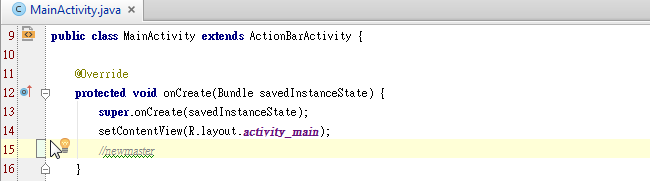 MainActivity.java
9 public class MainActivity extends ActionBarActivity {
10
11 @Override
12 protected void onCreate(Bundle savedInstanceState) {
13 super.onCreate(savedInstanceState);
14 setContentView(R.layout.activity_main);
15 //newmaster
16 }